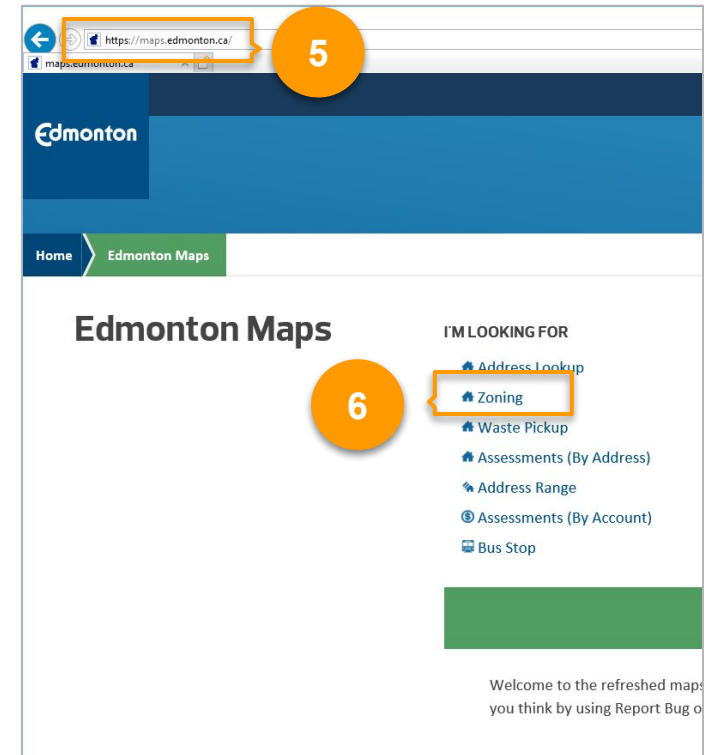 https://maps.edmonton.ca/
5
maps.edmonton.ca
Edmonton
Home
Edmonton Maps
Edmonton Maps
I'M LOOKING FOR
Address Lookup
6
Zoning
Waste Pickup
Assessments (By Address)
Address Range
Assessments (By Account)
Bus Stop
Welcome to the refreshed maps
you think by using Report Bug o